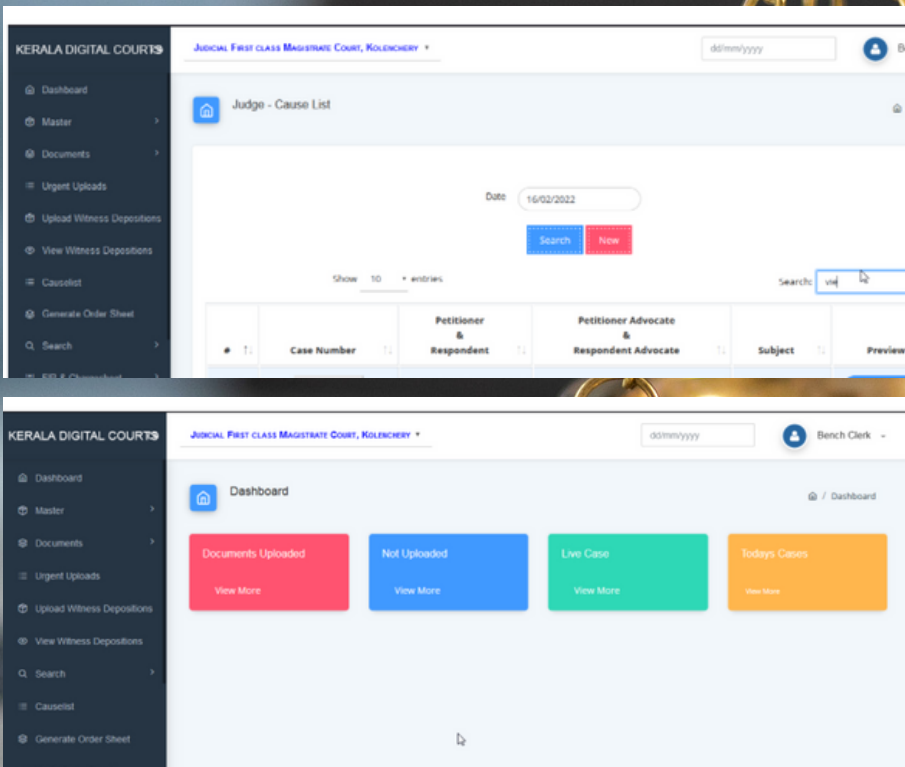 KERALA DIGITAL COURTS
JUDICIAL FIRST CLASS MAGISTRATE COURT, KOLENCHERY
dd/mm/yyyy
Dashboard
Master
Documents
Urgent Uploads
Upload Witness Depositions
View Witness Depositions
Causelist
Generate Order Sheet
Search
Judge - Cause List
Date 16/02/2022
Search New
Show 10 entries
Search: vie
# Case Number
Petitioner
&
Respondent
Petitioner Advocate
&
Respondent Advocate
Subject
Preview
KERALA DIGITAL COURTS
JUDICIAL FIRST CLASS MAGISTRATE COURT, KOLENCHERY
dd/mm/yyyy
Bench Clerk
Dashboard
Master
Documents
Urgent Uploads
Upload Witness Depositions
View Witness Depositions
Search
Causelist
Generate Order Sheet
Dashboard
/ Dashboard
Documents Uploaded
View More
Not Uploaded
View More
Live Case
View More
Todays Cases
View More